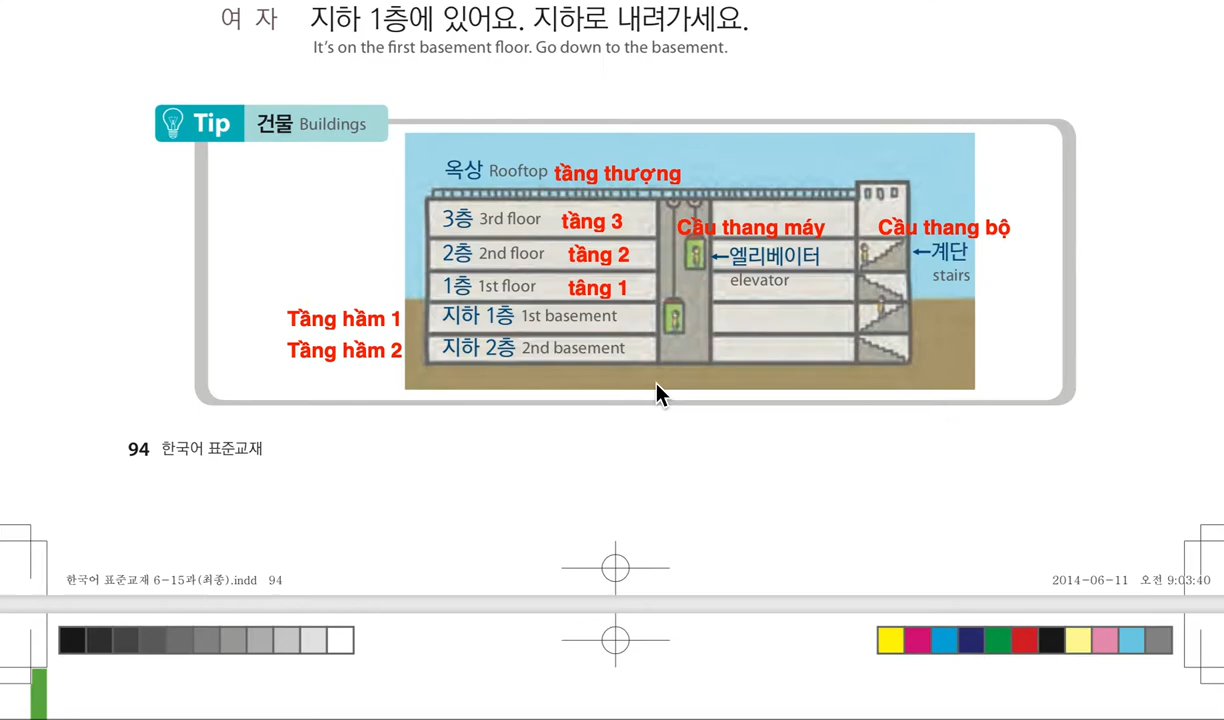 여 자 지하 1층에 있어요. 지하로 내려가세요.
It's on the first basement floor. Go down to the basement.
Tip 건물 Buildings
옥상 Rooftop tầng thượng
3층 3rd floor tầng 3
Cầu thang máy
Cầu thang bộ
2층 2nd floor tầng 2
←엘리베이터
elevator
←계단
stairs
1층 1st floor tâng 1
Tầng hầm 1 지하 1층 1st basement
Tầng hầm 2 지하 2층 2nd basement
94 한국어 표준교재
한국어 표준교재 6-15과(최종).indd 94
2014-06-11 오전 9:03:40